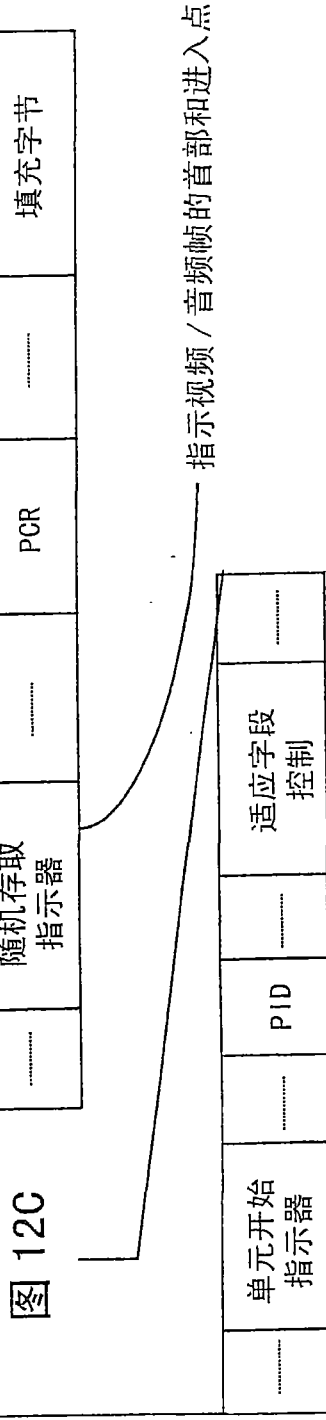 随机存取
指示器
PCR
填充字节
指示视频/音频帧的首部和进入点
图 12C
单元开始
指示器
PID
适应字段
控制